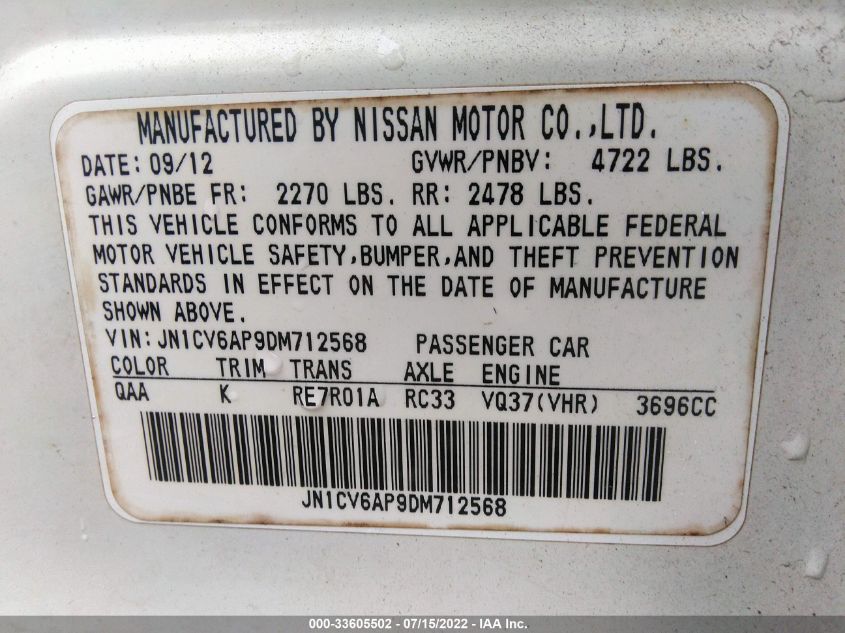 MANUFACTURED BY NISSAN MOTOR CO.,LTD.
DATE: 09/12 GVWR/PNBV: 4722 LBS.
GAWR/PNBE FR: 2270 LBS. RR: 2478 LBS.
THIS VEHICLE CONFORMS TO ALL APPLICABLE FEDERAL
MOTOR VEHICLE SAFETY,BUMPER,AND THEFT PREVENTION
STANDARDS IN EFFECT ON THE DATE OF MANUFACTURE
SHOWN ABOVE.
VIN: JN1CV6AP9DM712568 PASSENGER CAR
COLOR TRIM TRANS AXLE ENGINE
QAA K RE7R01A RC33 VQ37(VHR) 3696CC
JN1CV6AP9DM712568
000-33605502 - 07/15/2022 - IAA Inc.